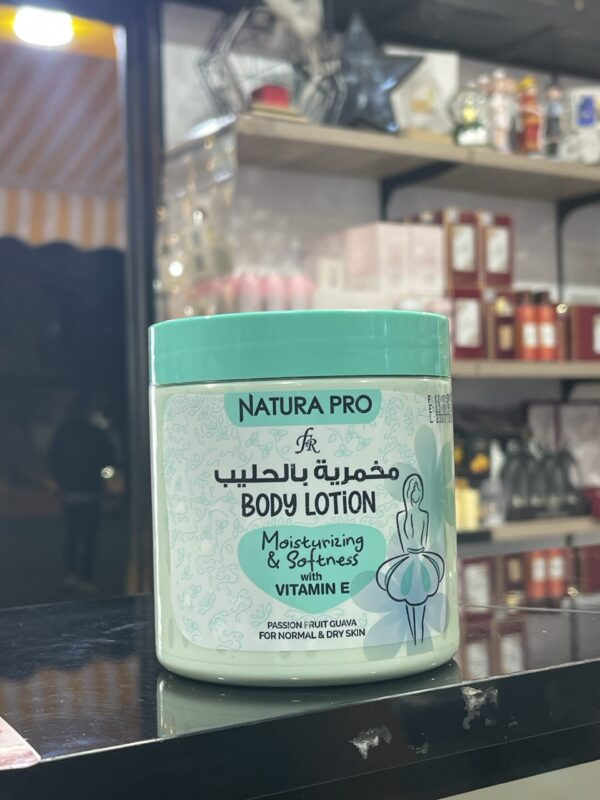 NATURA PRO
fR
مخمرية بالحليب
BODY LOTION
Moisturizing
& Softness
with
VITAMIN E
PASSION FRUIT GUAVA
FOR NORMAL & DRY SKIN